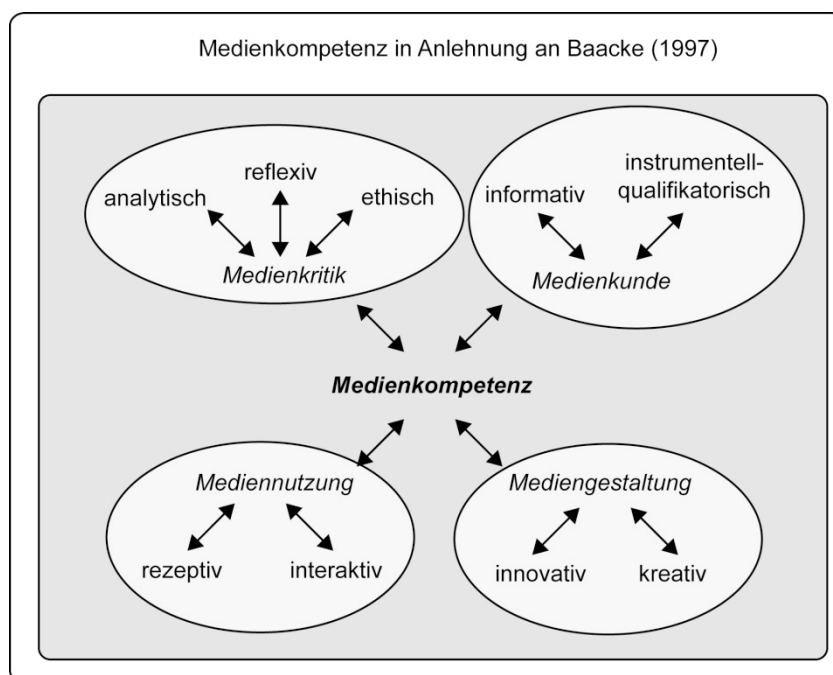 Medienkompetenz in Anlehnung an Baacke (1997)
analytisch
reflexiv
ethisch
Medienkritik
informativ
instrumentell-
qualifikatorisch
Medienkunde
Medienkompetenz
Mediennutzung
rezeptiv
interaktiv
Mediengestaltung
innovativ
kreativ